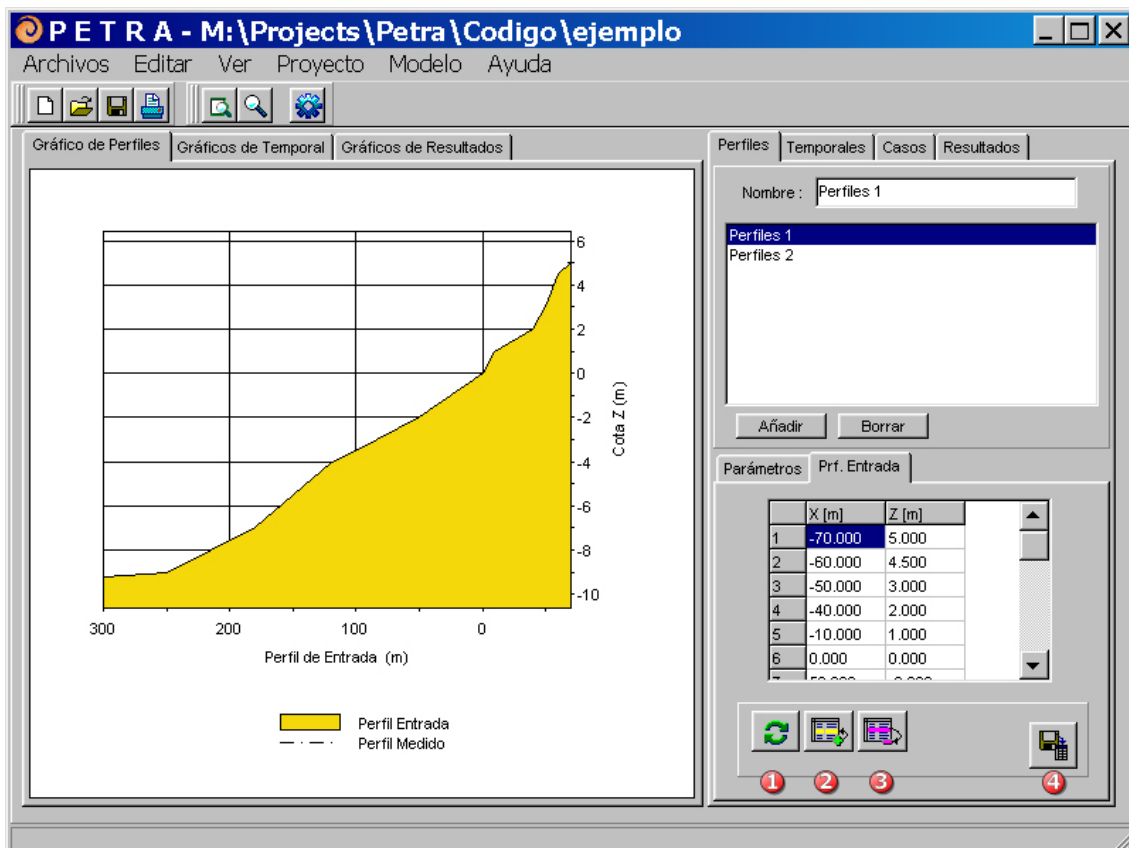 P E T R A - M:\Projects\Petra\Codigo\ejemplo
Archivos Editar Ver Proyecto Modelo Ayuda
Gráfico de Perfiles Gráficos de Temporal Gráficos de Resultados
6
4
2
0
-2
-4
-6
-8
-10
Cota Z (m)
300 200 100 0
Perfil de Entrada (m)
Perfil Entrada
Perfil Medido
Perfiles Temporales Casos Resultados
Nombre : Perfiles 1
Perfiles 1
Perfiles 2
Añadir Borrar
Parámetros Prf. Entrada
X [m] Z [m]
1 -70.000 5.000
2 -60.000 4.500
3 -50.000 3.000
4 -40.000 2.000
5 -10.000 1.000
6 0.000 0.000
1 2 3 4